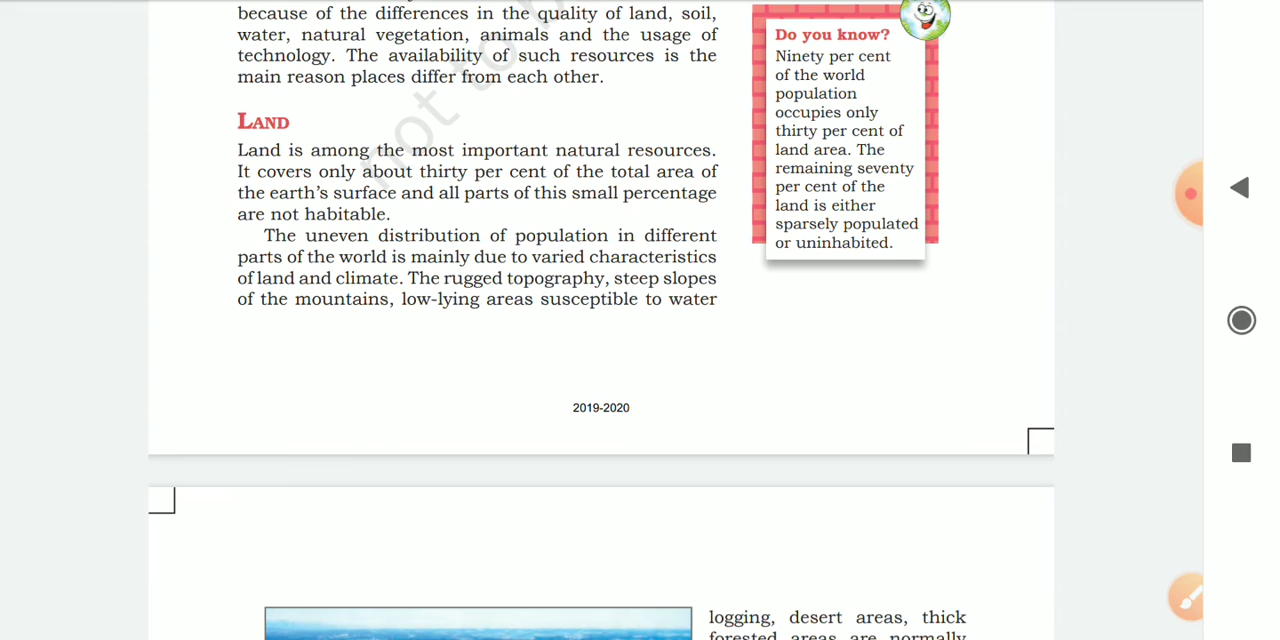 because of the differences in the quality of land, soil,
water, natural vegetation, animals and the usage of
technology. The availability of such resources is the
main reason places differ from each other.
LAND
Land is among the most important natural resources.
It covers only about thirty per cent of the total area of
the earth's surface and all parts of this small percentage
are not habitable.
The uneven distribution of population in different
parts of the world is mainly due to varied characteristics
of land and climate. The rugged topography, steep slopes
of the mountains, low-lying areas susceptible to water
Do you know?
Ninety per cent
of the world
population
occupies only
thirty per cent of
land area. The
remaining seventy
per cent of the
land is either
sparsely populated
or uninhabited.
not to b
2019-2020
logging, desert areas, thick
forested areas are normally